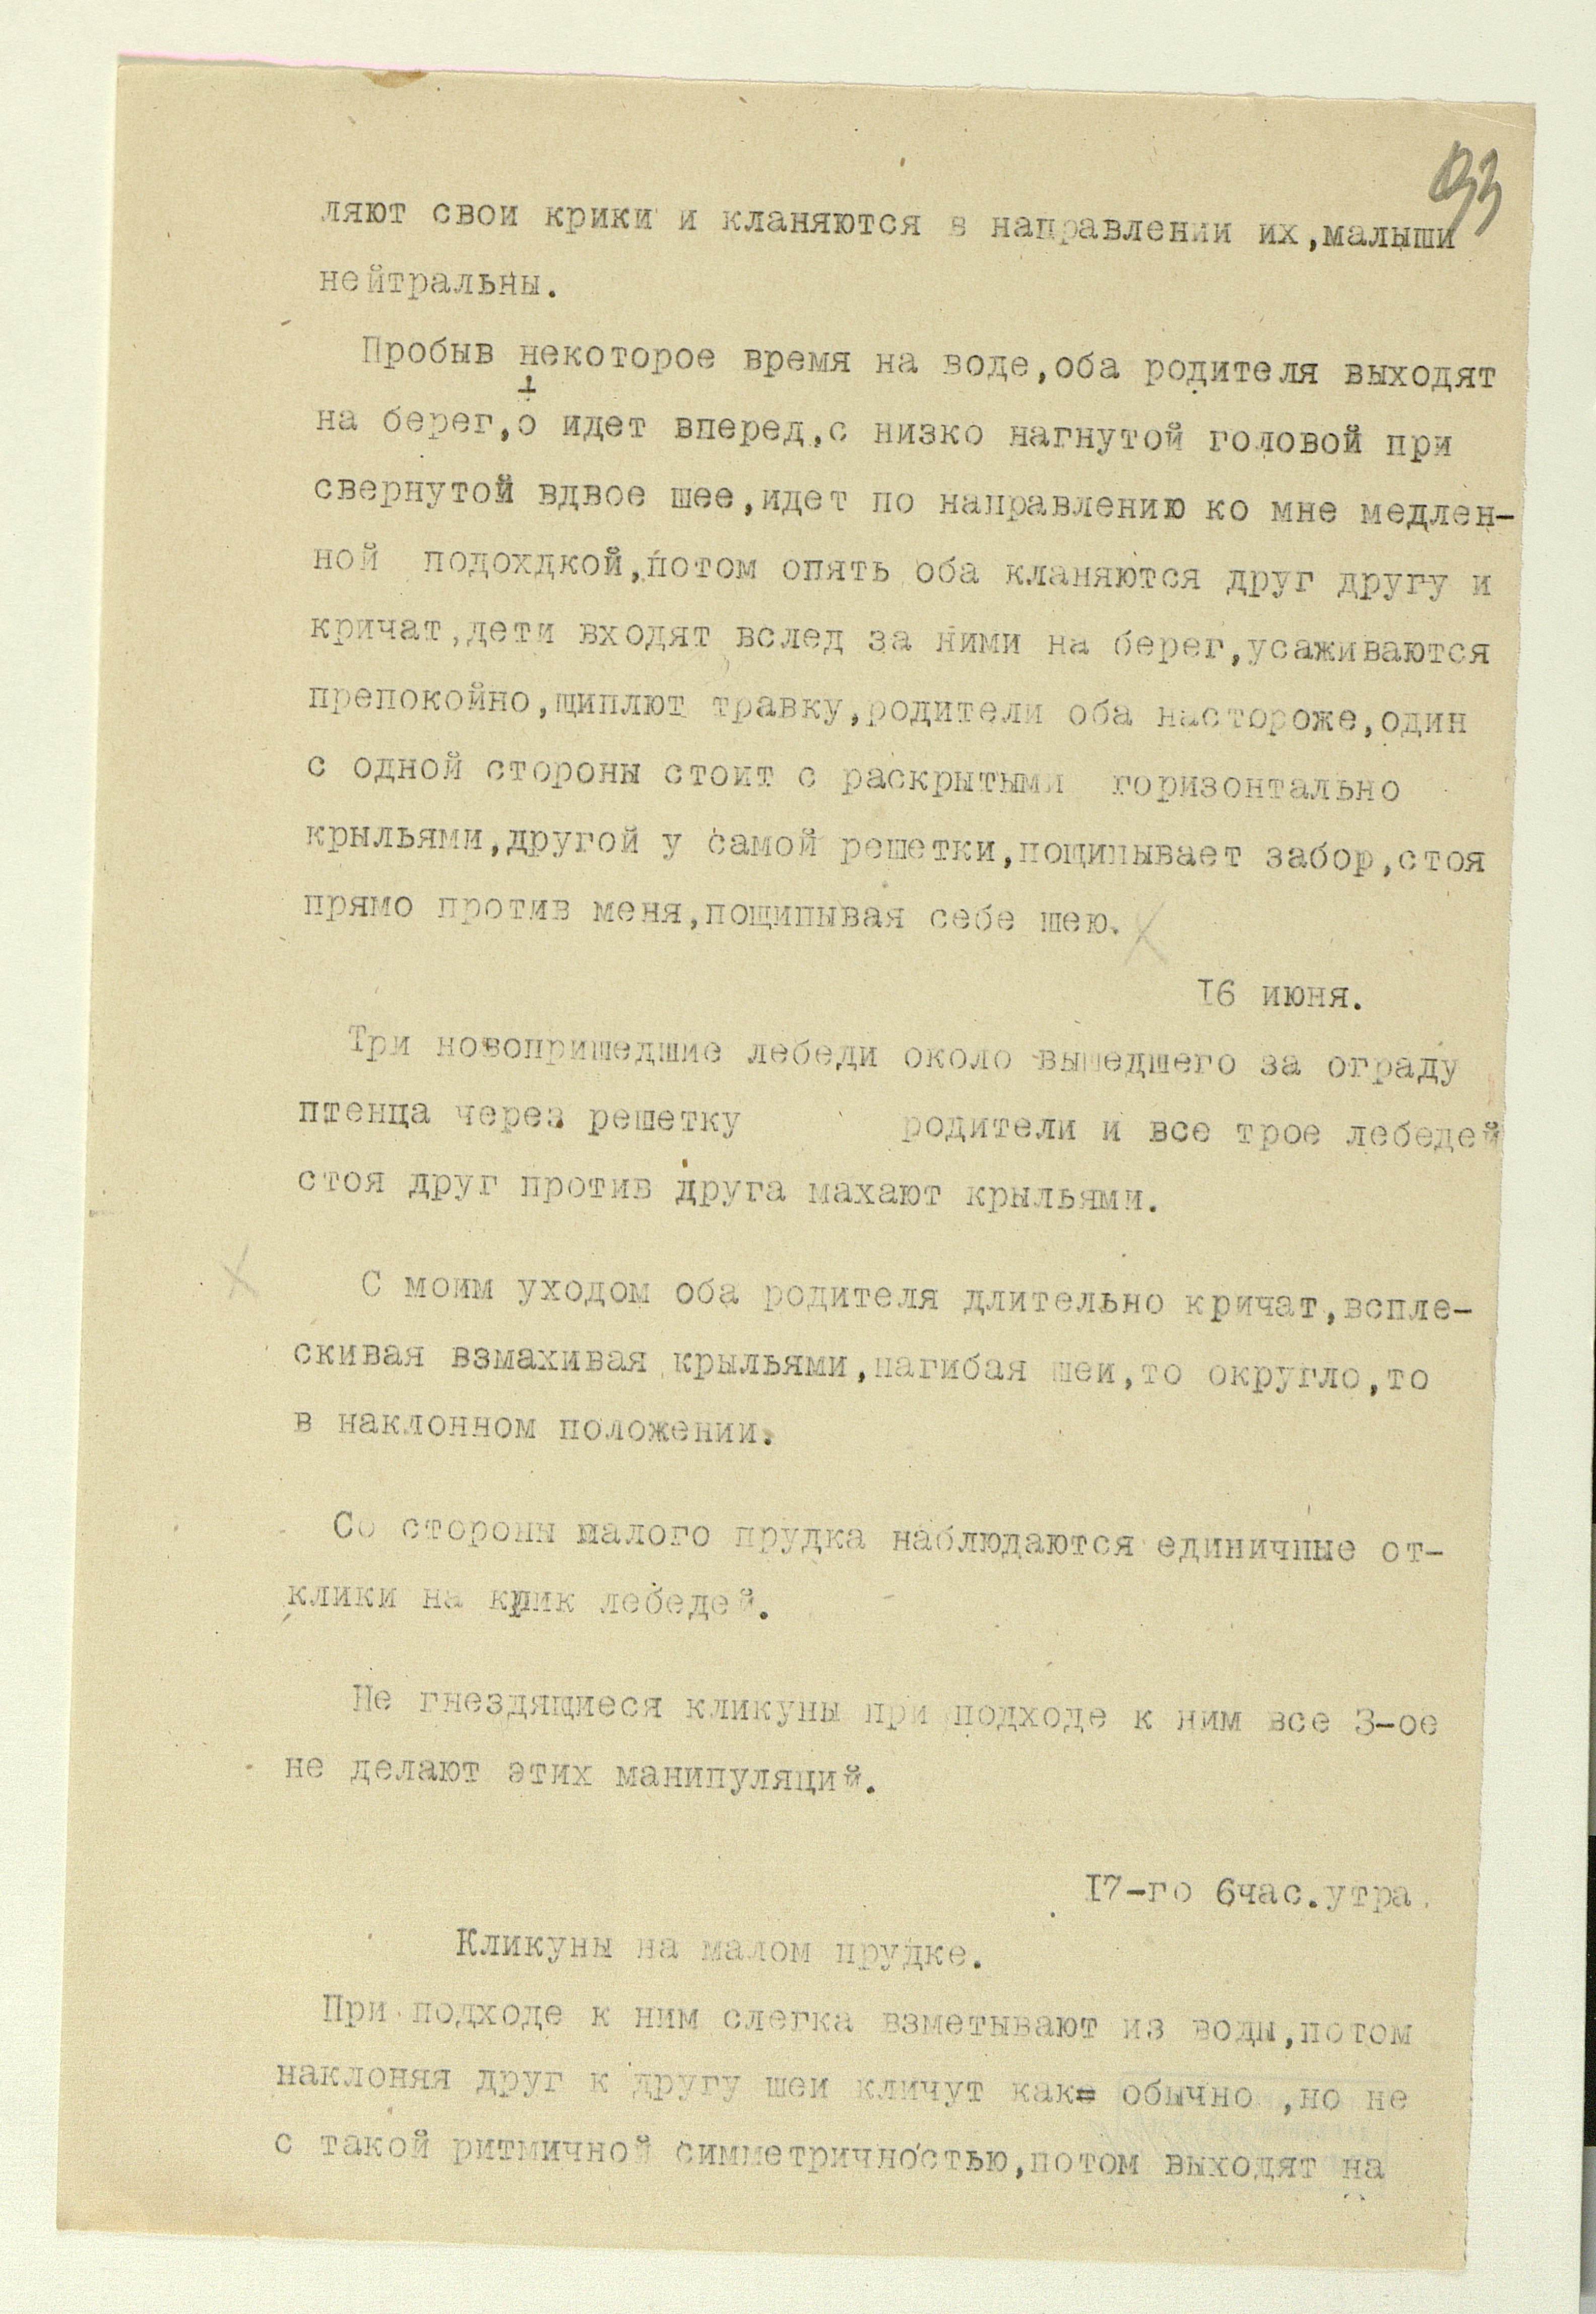 93
ляют свои крики и кланяются в направлении их,малыши
нейтральны.
Пробыв некоторое время на воде,оба родителя выходят
на берег,♂ идет вперед,с низко нагнутой головой при
свернутой вдвое шее,идет по направлению ко мне медлен-
ной подохдкой,потом опять оба кланяются друг другу и
кричат,дети входят вслед за ними на берег,усаживаются
препокойно,щиплют травку,родители оба настороже,один
с одной стороны стоит с раскрытыми горизонтально
крыльями,другой у самой решетки,пощипывает забор,стоя
прямо против меня,пощипывая себе шею.
16 июня.
Три новопришедшие лебеди около вышедшего за ограду
птенца через решетку родители и все трое лебедей
стоя друг против друга махают крыльями.
С моим уходом оба родителя длительно кричат,вспле-
скивая взмахивая крыльями,нагибая шеи,то округло,то
в наклонном положении.
Со стороны малого прудка наблюдаются единичные от-
клики на клик лебедей.
Не гнездящиеся кликуны при подходе к ним все 3-ое
не делают этих манипуляций.
17-го 6час.утра.
Кликуны на малом прудке.
При подходе к ним слегка взметывают из воды,потом
наклоняя друг к другу шеи кличут как обычно ,но не
с такой ритмичной симметричностью,потом выходят на